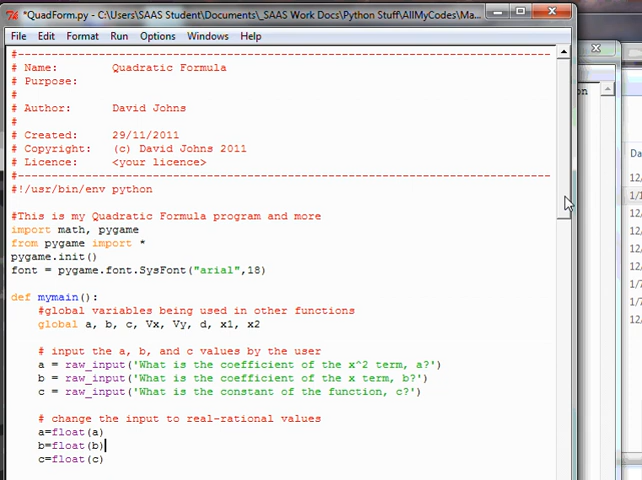 *QuadForm.py - C:\Users\SAAS Student\Documents\_SAAS Work Docs\Python Stuff\AllMyCodes\Ma...
File Edit Format Run Options Windows Help
#-------------------------------------------------------------------------------
# Name:        Quadratic Formula
# Purpose:
#
# Author:      David Johns
#
# Created:     29/11/2011
# Copyright:   (c) David Johns 2011
# Licence:     <your licence>
#-------------------------------------------------------------------------------
#!/usr/bin/env python
#This is my Quadratic Formula program and more
import math, pygame
from pygame import *
pygame.init()
font = pygame.font.SysFont("arial",18)
def mymain():
    #global variables being used in other functions
    global a, b, c, Vx, Vy, d, x1, x2
    # input the a, b, and c values by the user
    a = raw_input('What is the coefficient of the x^2 term, a?')
    b = raw_input('What is the coefficient of the x term, b?')
    c = raw_input('What is the constant of the function, c?')
    # change the input to real-rational values
    a=float(a)
    b=float(b)
    c=float(c)